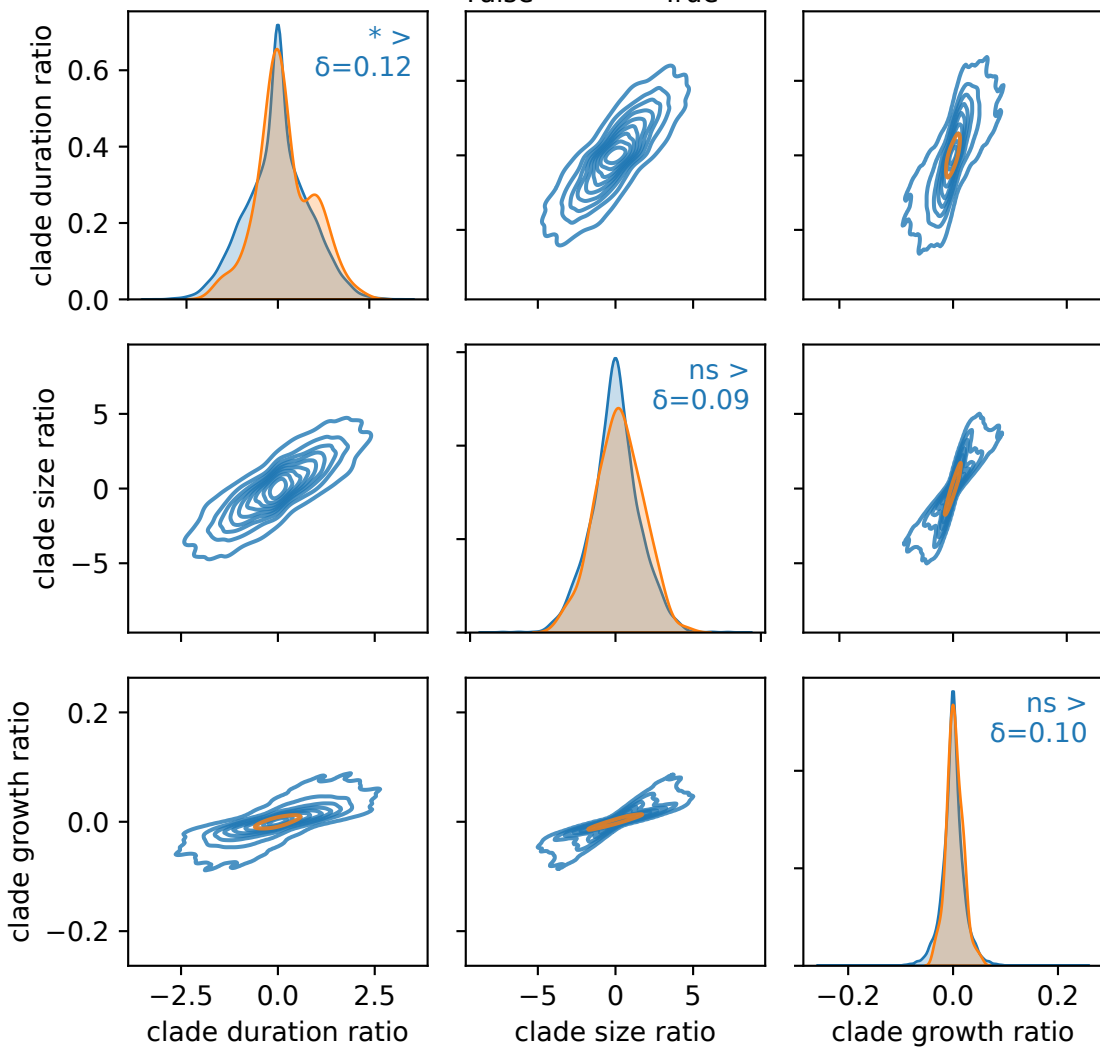 clade duration ratio
0.6
0.4
0.2
0.0
* >
δ=0.12
clade size ratio
5
0
−5
ns >
δ=0.09
clade growth ratio
0.2
0.0
−0.2
ns >
δ=0.10
−2.5 0.0 2.5
−5 0 5
−0.2 0.0 0.2
clade duration ratio
clade size ratio
clade growth ratio